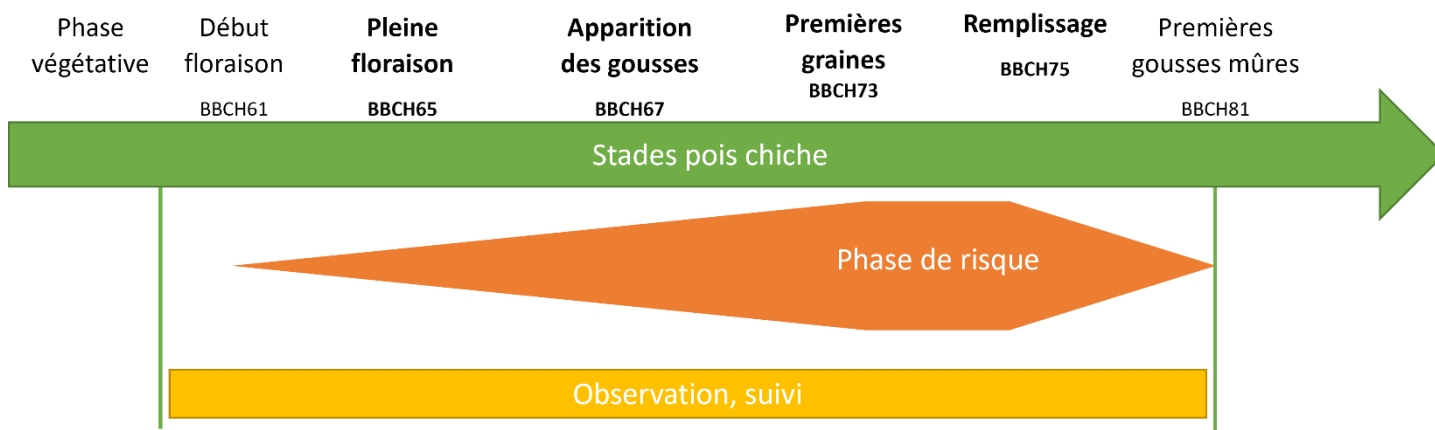 Phase
végétative
Début
floraison
BBCH61
Pleine
floraison
BBCH65
Apparition
des gousses
BBCH67
Premières
graines
BBCH73
Remplissage
BBCH75
Premières
gousses mûres
BBCH81
Stades pois chiche
Phase de risque
Observation, suivi